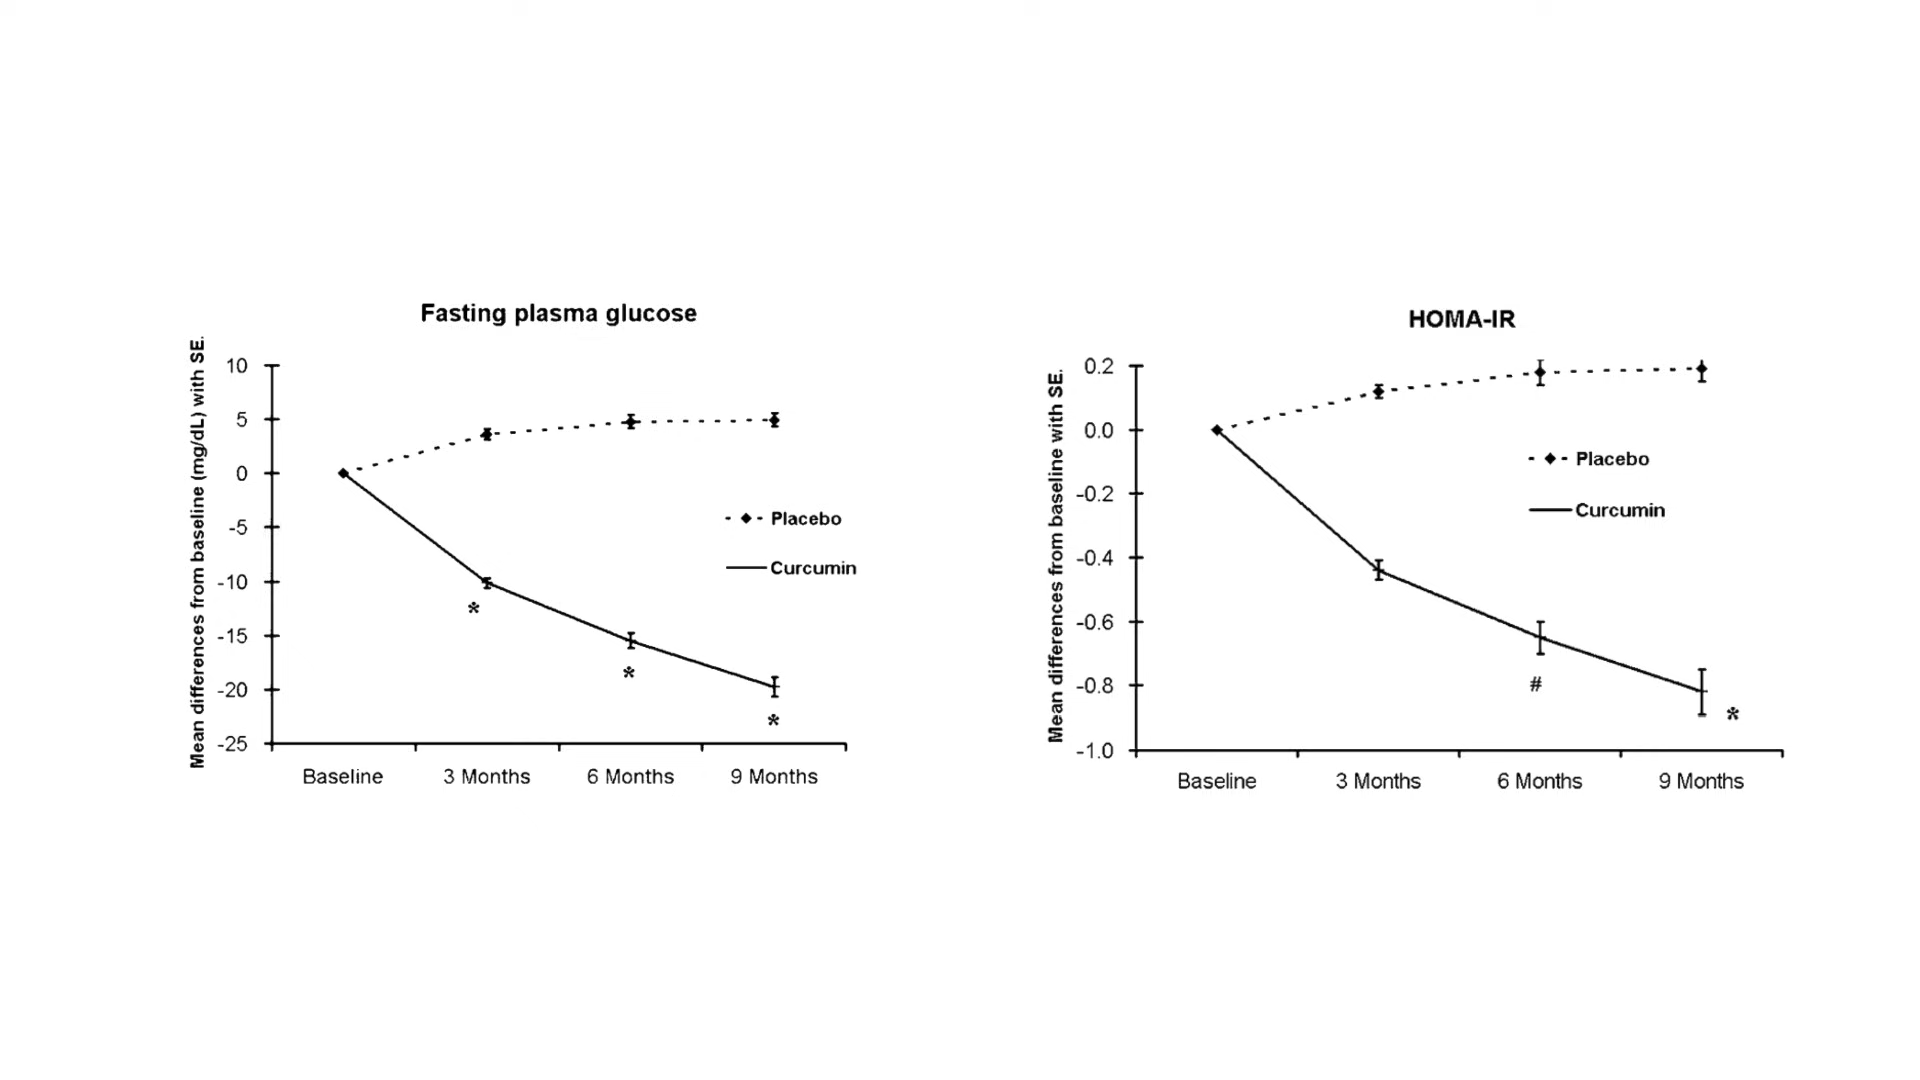 Fasting plasma glucose
Mean differences from baseline (mg/dL) with SE.
10
5
0
-5
-10
-15
-20
-25
Placebo
Curcumin
*
*
*
Baseline
3 Months
6 Months
9 Months
HOMA-IR
Mean differences from baseline with SE.
0.2
0.0
-0.2
-0.4
-0.6
-0.8
-1.0
Placebo
Curcumin
#
*
Baseline
3 Months
6 Months
9 Months